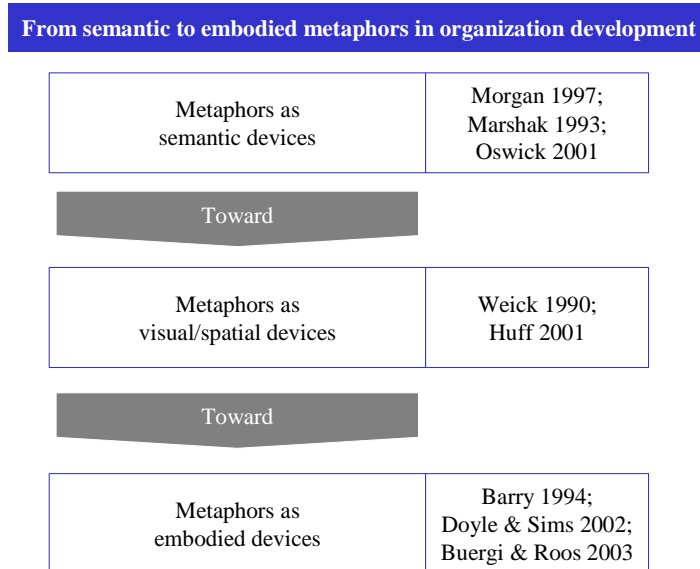 From semantic to embodied metaphors in organization development
Metaphors as
semantic devices
Morgan 1997;
Marshak 1993;
Oswick 2001
Toward
Metaphors as
visual/spatial devices
Weick 1990;
Huff 2001
Toward
Metaphors as
embodied devices
Barry 1994;
Doyle & Sims 2002;
Buergi & Roos 2003